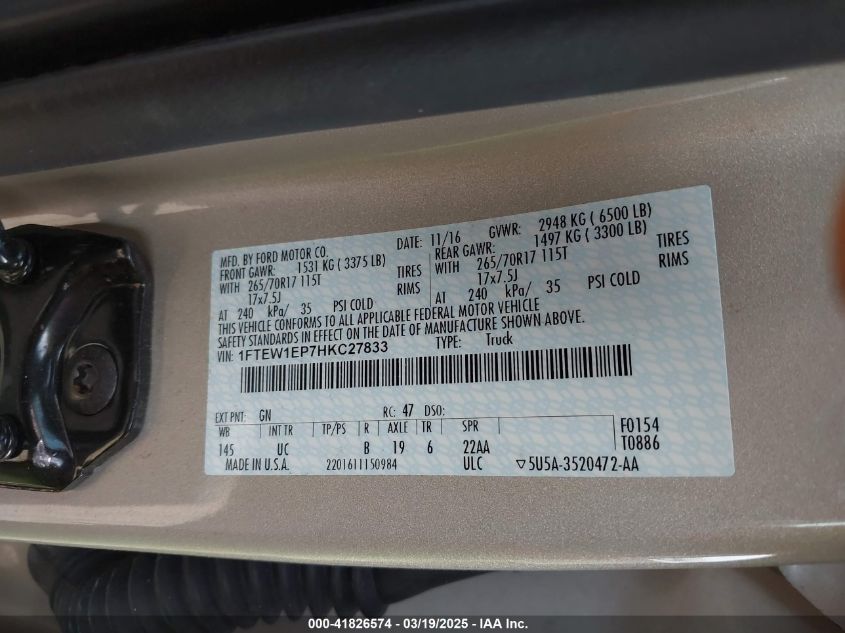 MFD. BY FORD MOTOR CO. DATE: 11/16 GVWR: 2948 KG ( 6500 LB)
FRONT GAWR: 1531 KG ( 3375 LB) REAR GAWR: 1497 KG ( 3300 LB)
WITH 265/70R17 115T TIRES WITH 265/70R17 115T TIRES
17x7.5J RIMS 17x7.5J RIMS
AT 240 kPa/ 35 PSI COLD AT 240 kPa/ 35 PSI COLD
THIS VEHICLE CONFORMS TO ALL APPLICABLE FEDERAL MOTOR VEHICLE
SAFETY STANDARDS IN EFFECT ON THE DATE OF MANUFACTURE SHOWN ABOVE.
VIN: 1FTEW1EP7HKC27833 TYPE: Truck
EXT PNT: GN RC: 47 DSO:
WB INT TR TP/PS R AXLE TR SPR F0154
145 UC B 19 6 22AA T0886
MADE IN U.S.A. 2201611150984 ULC ▽5U5A-3520472-AA
000-41826574 — 03/19/2025 — IAA, Inc.